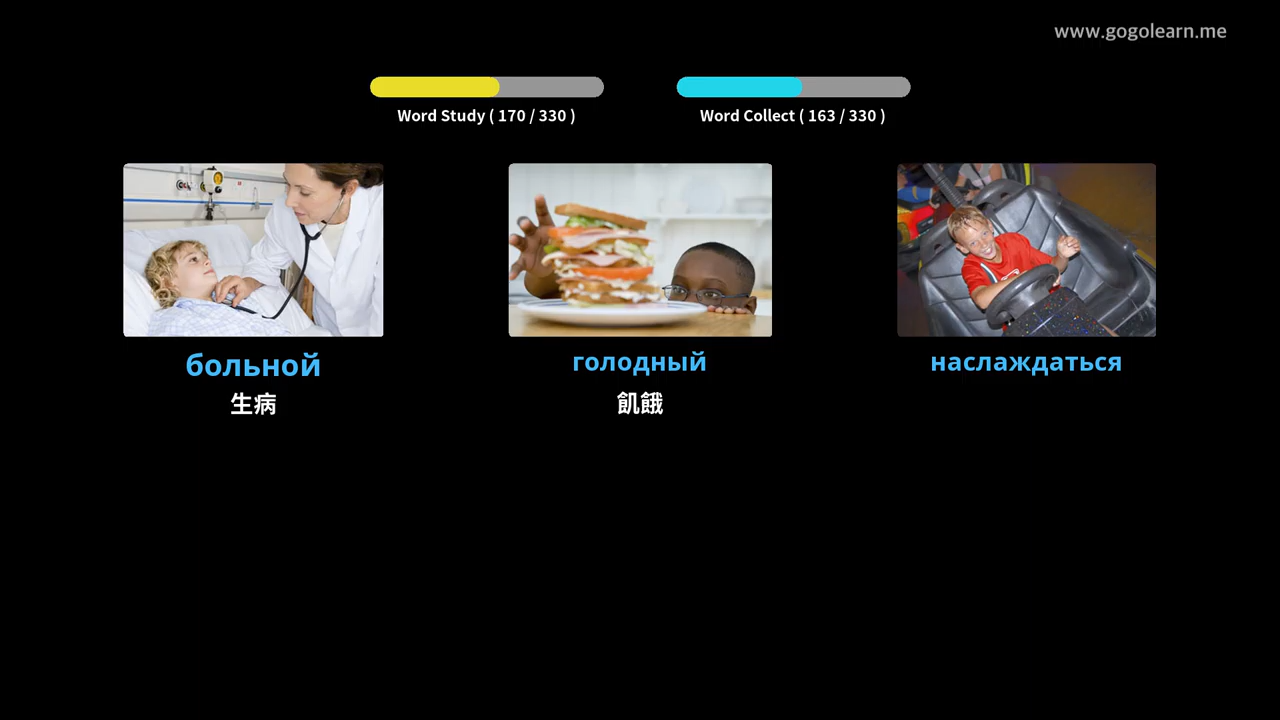 www.gogolearn.me
Word Study ( 170 / 330 )
Word Collect ( 163 / 330 )
больной
голодный
наслаждаться
生病
飢餓